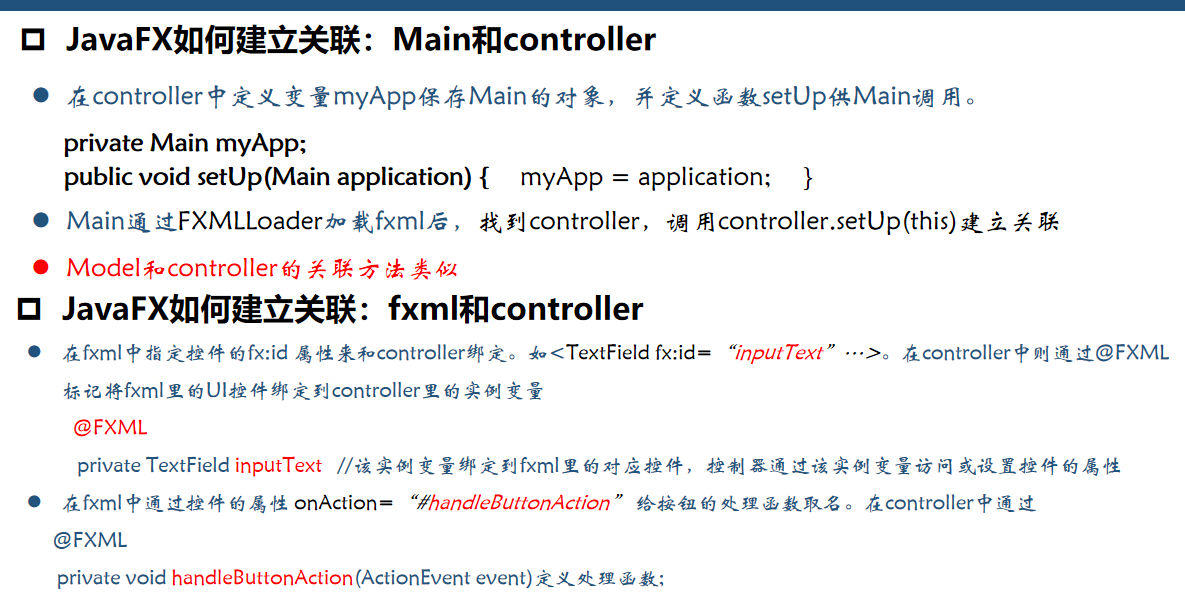 JavaFX如何建立关联：Main和controller
在controller中定义变量myApp保存Main的对象，并定义函数setUp供Main调用。
private Main myApp;
public void setUp(Main application) { myApp = application; }
Main通过FXMLLoader加载fxml后，找到controller，调用controller.setUp(this)建立关联
Model和controller的关联方法类似
JavaFX如何建立关联：fxml和controller
在fxml中指定控件的fx:id 属性来和controller绑定。如<TextField fx:id= “inputText” …>。在controller中则通过@FXML
标记将fxml里的UI控件绑定到controller里的实例变量
@FXML
private TextField inputText //该实例变量绑定到fxml里的对应控件，控制器通过该实例变量访问或设置控件的属性
在fxml中通过控件的属性 onAction= “#handleButtonAction” 给按钮的处理函数取名。在controller中通过
@FXML
private void handleButtonAction(ActionEvent event)定义处理函数;